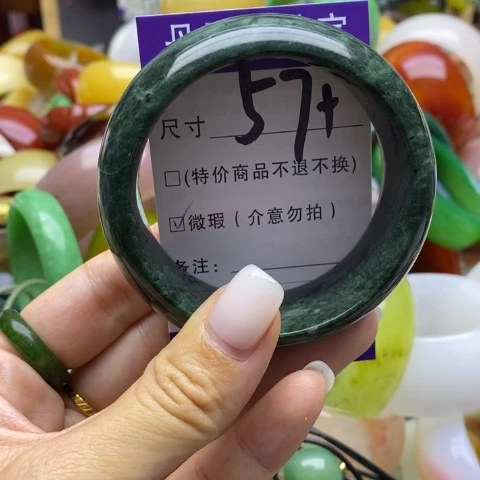 尺寸 57+
□(特价商品不退不换)
☑微瑕(介意勿拍)
备注: